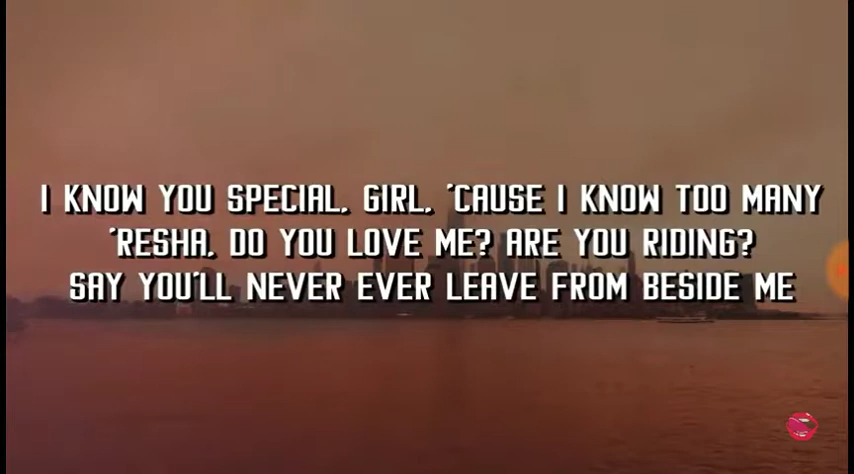 I KNOW YOU SPECIAL, GIRL, 'CAUSE I KNOW TOO MANY
'RESHA, DO YOU LOVE ME? ARE YOU RIDING?
SAY YOU'LL NEVER EVER LEAVE FROM BESIDE ME